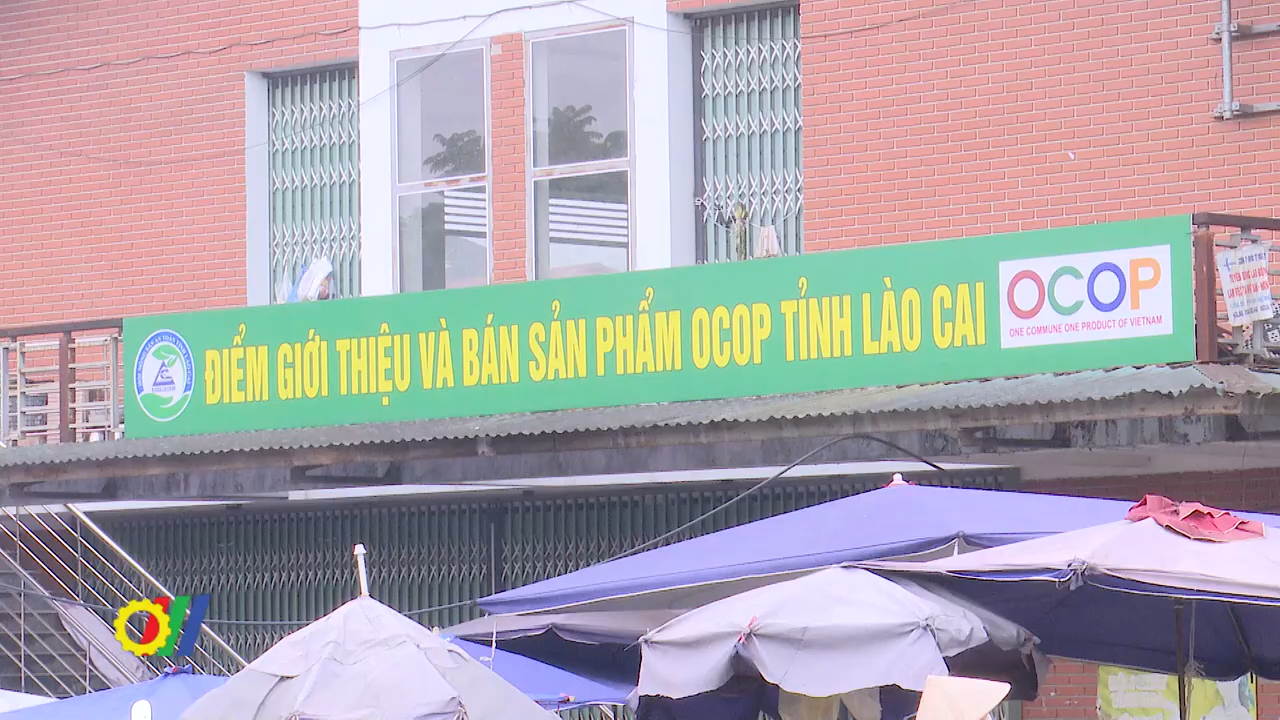 ĐIỂM GIỚI THIỆU VÀ BÁN SẢN PHẨM OCOP TỈNH LÀO CAI
OCOP
ONE COMMUNE ONE PRODUCT OF VIETNAM